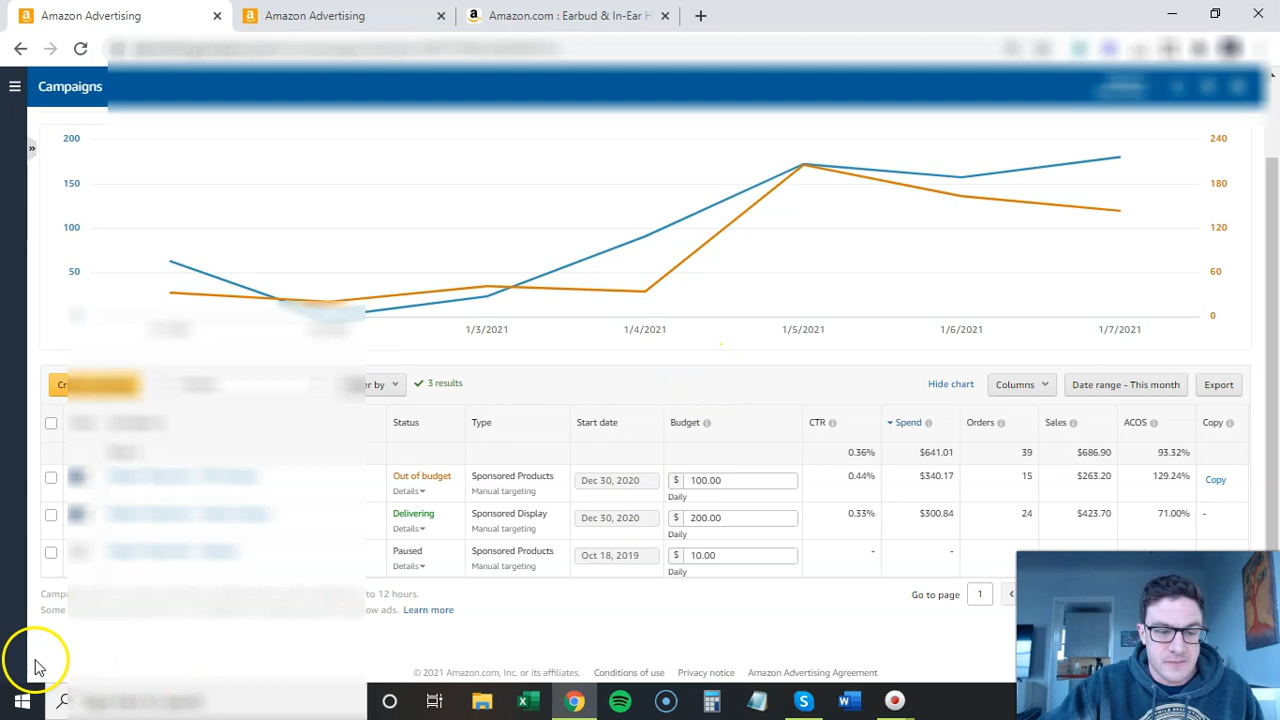 Amazon Advertising
Amazon Advertising
Amazon.com : Earbud & In-Ear H
Campaigns
200
240
150
180
100
120
50
60
0
1/3/2021
1/4/2021
1/5/2021
1/6/2021
1/7/2021
3 results
Hide chart
Columns
Date range - This month
Export
Status
Type
Start date
Budget
CTR
Spend
Orders
Sales
ACOS
Copy
0.36%
$641.01
39
$686.90
93.32%
Out of budget
Details
Sponsored Products
Manual targeting
Dec 30, 2020
$ 100.00
Daily
0.44%
$340.17
15
$263.20
129.24%
Copy
Delivering
Details
Sponsored Display
Manual targeting
Dec 30, 2020
$ 200.00
Daily
0.33%
$300.84
24
$423.70
71.00%
-
Paused
Details
Sponsored Products
Manual targeting
Oct 18, 2019
$ 10.00
Daily
-
-
to 12 hours.
Go to page 1
Some
ow ads. Learn more
© 2021 Amazon.com, Inc. or its affiliates.
Conditions of use
Privacy notice
Amazon Advertising Agreement